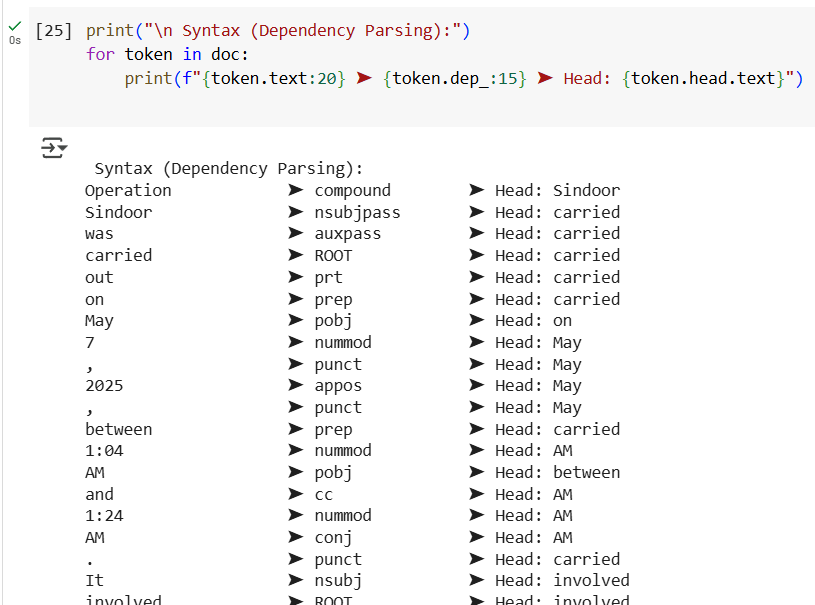 [25] print("\n Syntax (Dependency Parsing):")
0s
for token in doc:
print(f"{token.text:20} ➤ {token.dep_:15} ➤ Head: {token.head.text}")
Syntax (Dependency Parsing):
Operation ➤ compound ➤ Head: Sindoor
Sindoor ➤ nsubjpass ➤ Head: carried
was ➤ auxpass ➤ Head: carried
carried ➤ ROOT ➤ Head: carried
out ➤ prt ➤ Head: carried
on ➤ prep ➤ Head: carried
May ➤ pobj ➤ Head: on
7 ➤ nummod ➤ Head: May
, ➤ punct ➤ Head: May
2025 ➤ appos ➤ Head: May
, ➤ punct ➤ Head: May
between ➤ prep ➤ Head: carried
1:04 ➤ nummod ➤ Head: AM
AM ➤ pobj ➤ Head: between
and ➤ cc ➤ Head: AM
1:24 ➤ nummod ➤ Head: AM
AM ➤ conj ➤ Head: AM
. ➤ punct ➤ Head: carried
It ➤ nsubj ➤ Head: involved
involved ➤ ROOT ➤ Head: involved